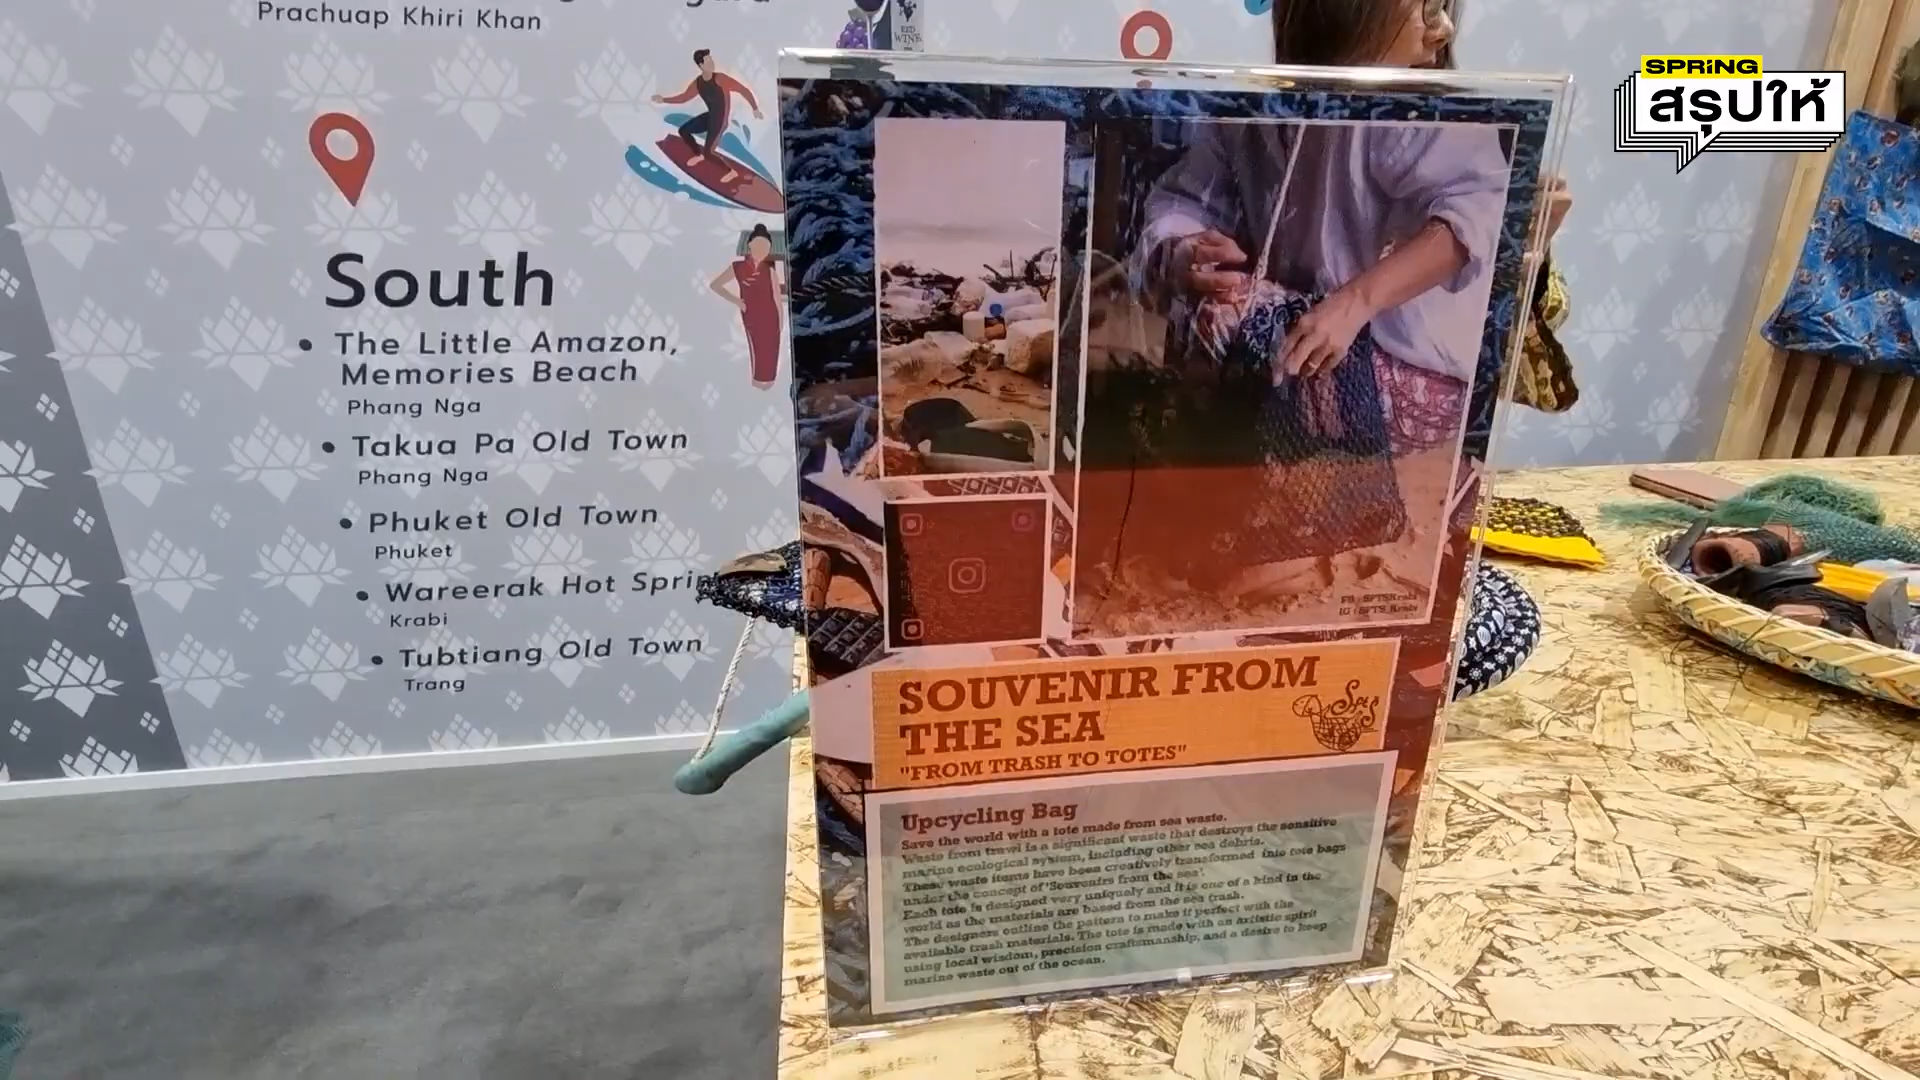 Prachuap Khiri Khan
RED
WINE
SPRiNG
สรุปให้
South
• The Little Amazon,
Memories Beach
Phang Nga
• Takua Pa Old Town
Phang Nga
• Phuket Old Town
Phuket
• Wareerak Hot Sprin
Krabi
• Tubtiang Old Town
Trang
FB : SFTSKrabi
IG : SFTS_Krabi
SOUVENIR FROM
THE SEA
"FROM TRASH TO TOTES"
Upcycling Bag
Save the world with a tote made from sea waste.
Waste from trawl is a significant waste that destroys the sensitive
marine ecological system, including other sea debris.
These waste items have been creatively transformed into tote bags
under the concept of 'Souvenirs from the sea'.
Each tote is designed very uniquely and it is one of a kind in the
world as the materials are based from the sea trash.
The designers outline the pattern to make it perfect with the
available trash materials. The tote is made with an artistic spirit
using local wisdom, precision craftsmanship, and a desire to keep
marine waste out of the ocean.